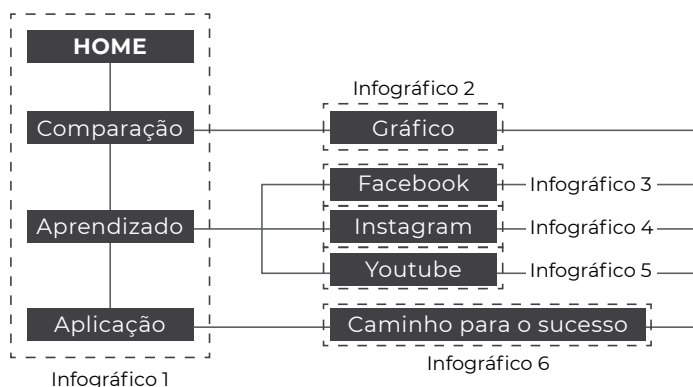 HOME
Infográfico 2
Comparação
Gráfico
Facebook
Infográfico 3
Aprendizado
Instagram
Infográfico 4
Youtube
Infográfico 5
Aplicação
Caminho para o sucesso
Infográfico 6
Infográfico 1